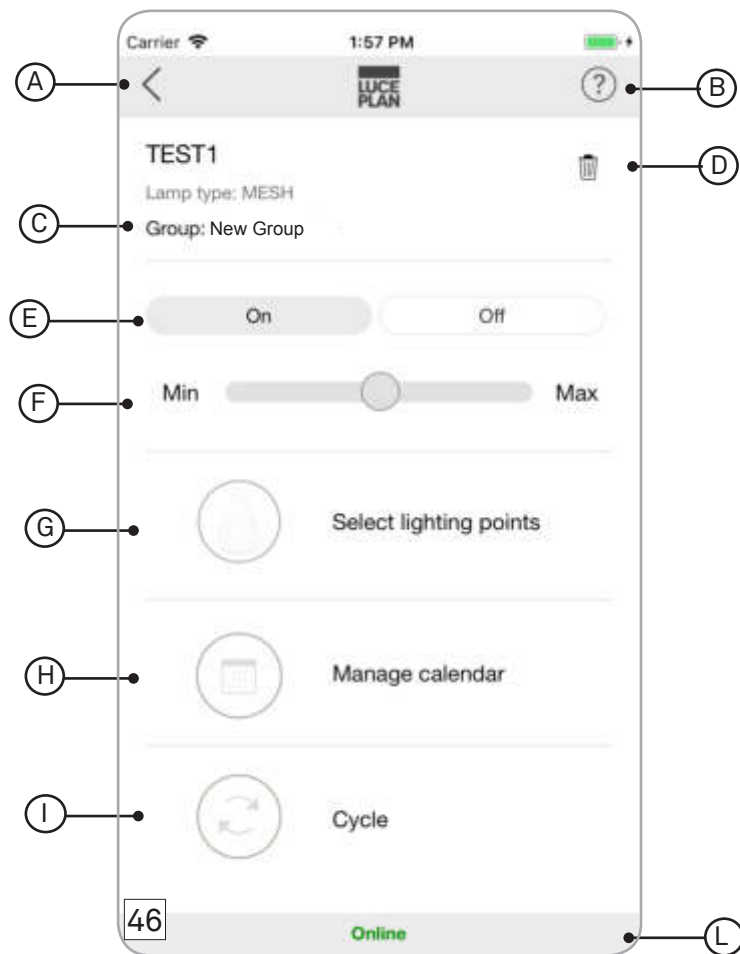 Carrier 1:57 PM
A LUCE PLAN ? B
TEST1 D
Lamp type: MESH
C Group: New Group
E On Off
F Min Max
G Select lighting points
H Manage calendar
I Cycle
46
Online L